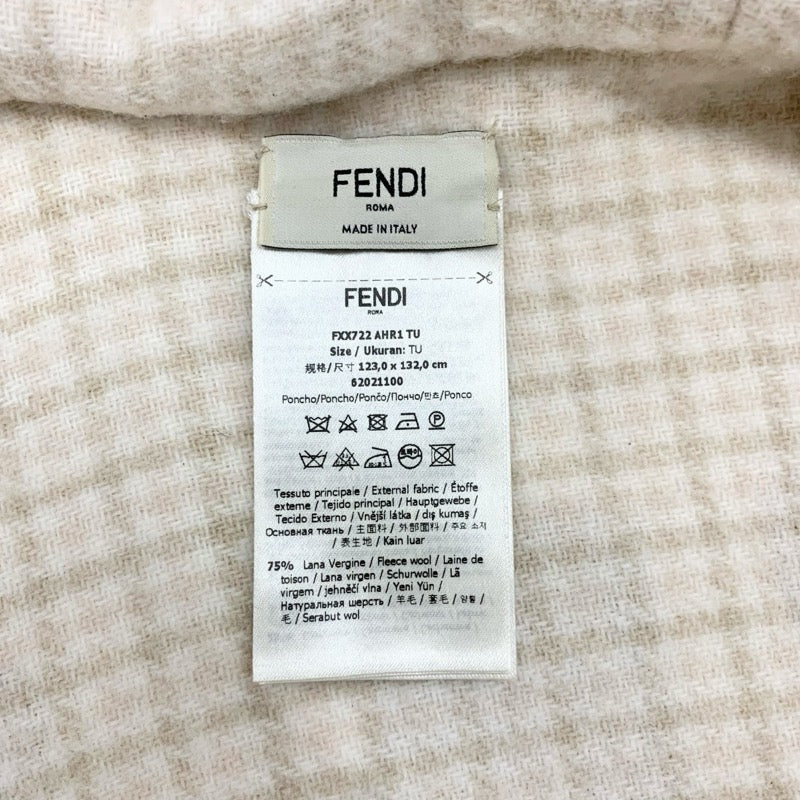 FENDI
ROMA
MADE IN ITALY
FENDI
ROMA
FXX722 AHR1 TU
Size / Ukuran: TU
规格/尺寸 123,0 x 132,0 cm
62021100
Poncho/Poncho/Pončo/Пончо/판츠/Ponco
Tessuto principale / External fabric / Étoffe
externe / Tejido principal / Hauptgewebe /
Tecido Externo / Vnější látka / dış kumaş /
Основная ткань / 主面料 / 外部面料 / 주요 소재
/ 表生地 / Kain luar
75% Lana Vergine / Fleece wool / Laine de
toison / Lana virgen / Schurwolle / Lã
virgem / jehněčí vlna / Yeni Yün /
Натуральная шерсть / 羊毛 / 套毛 / 양털 /
毛 / Serabut wol